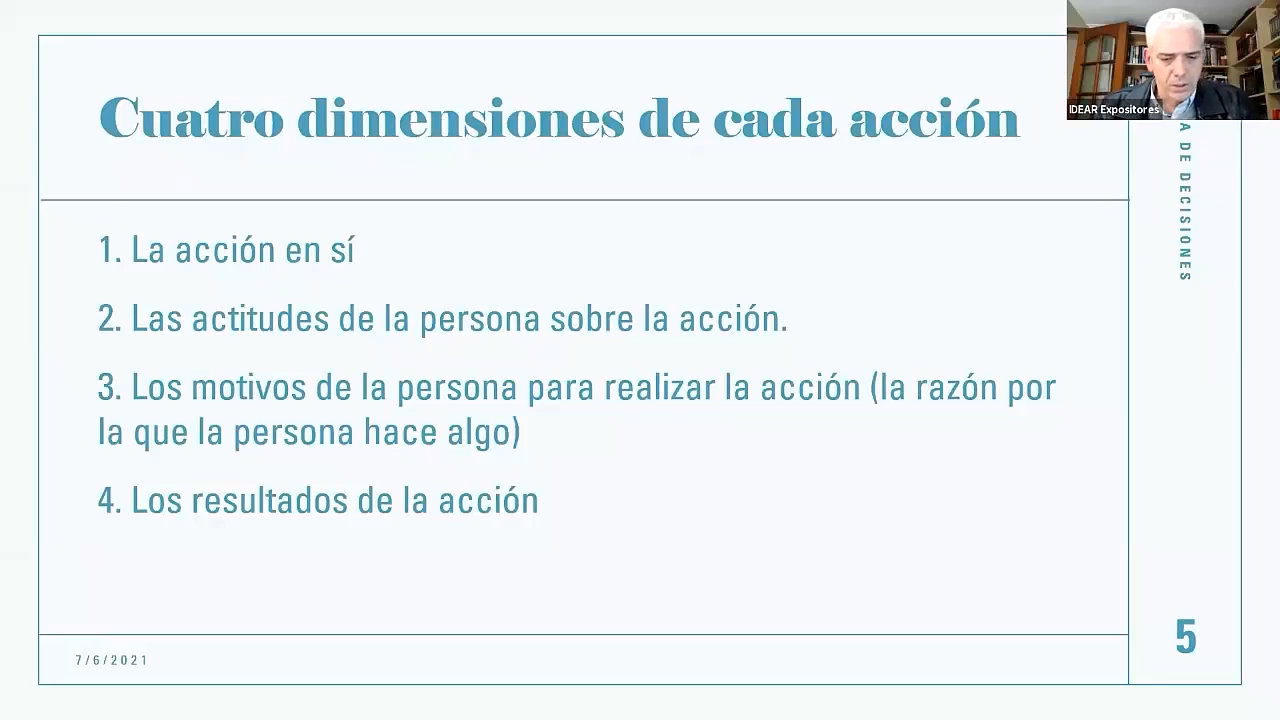 Cuatro dimensiones de cada acción
IDEAR Expositores
A DE DECISIONES
1. La acción en sí
2. Las actitudes de la persona sobre la acción.
3. Los motivos de la persona para realizar la acción (la razón por
la que la persona hace algo)
4. Los resultados de la acción
7/6/2021
5